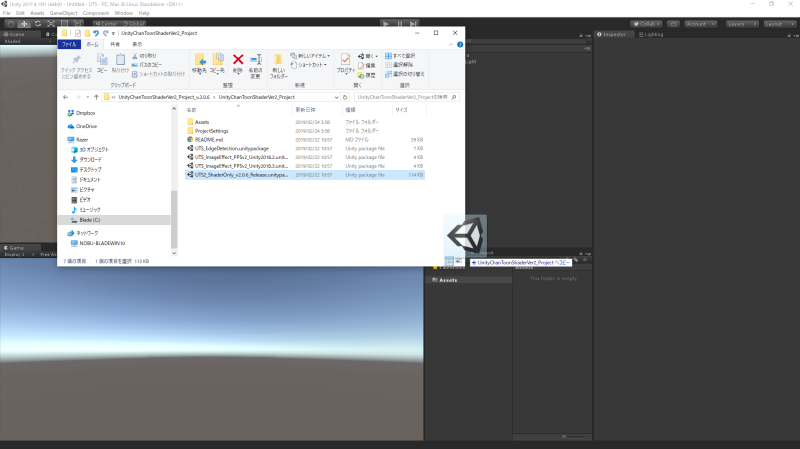 Unity 2017.4.15f1 (64bit) - Untitled - UTS - PC, Mac & Linux Standalone <DX11>
File Edit Assets GameObject Component Window Help
Center Global
Collab Account Layers Layout
Scene
Shaded
Inspector Lighting
UnityChanToonShaderVer2_Project
ファイル ホーム 共有 表示
クイック アクセスにピン留めする
コピー
貼り付け
切り取り
パスのコピー
ショートカットの貼り付け
移動先
コピー先
削除
名前の変更
新しいフォルダー
新しいアイテム
ショートカット
プロパティ
開く
編集
履歴
すべて選択
選択解除
選択の切り替え
クリップボード 整理 新規 開く 選択
« UnityChanToonShaderVer2_Project_v.2.0.6 › UnityChanToonShaderVer2_Project
UnityChanToonShaderVer2_Projectの検索
名前 更新日時 種類 サイズ
Dropbox
OneDrive
Razer
3D オブジェクト
ダウンロード
デスクトップ
ドキュメント
ピクチャ
ビデオ
ミュージック
Blade (C:)
ネットワーク
NOBU-BLADEWIN10
Assets 2019/02/24 3:56 ファイル フォルダー
ProjectSettings 2019/02/24 3:56 ファイル フォルダー
README.md 2019/02/22 10:57 MD ファイル 39 KB
UTS_EdgeDetection.unitypackage 2019/02/22 10:57 Unity package file 7 KB
UTS_ImageEffect_PPSv2_Unity2018.2.unit... 2019/02/22 10:57 Unity package file 4 KB
UTS_ImageEffect_PPSv2_Unity2018.3.unit... 2019/02/22 10:57 Unity package file 4 KB
UTS2_ShaderOnly_v2.0.6_Release.unitypa... 2019/02/22 10:57 Unity package file 114 KB
7 個の項目 1 個の項目を選択 113 KB
+ UnityChanToonShaderVer2_Project へコピー
Game
Display 1 Free As
Favorites
Assets
Assets
This folder is empty